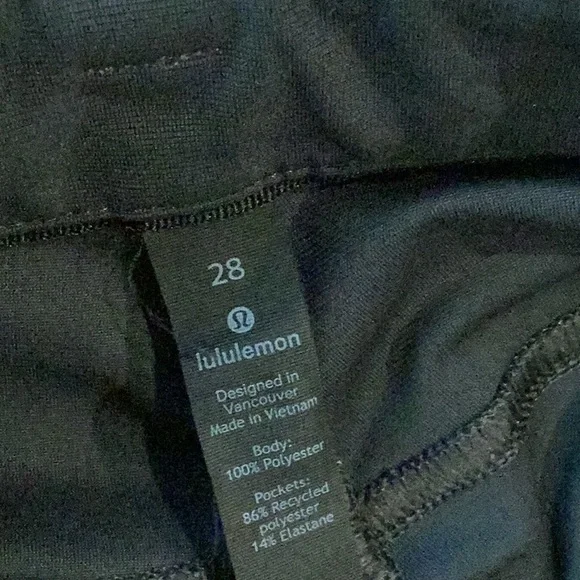 28
lululemon
Designed in
Vancouver
Made in Vietnam
Body:
100% Polyester
Pockets:
86% Recycled
polyester
14% Elastane